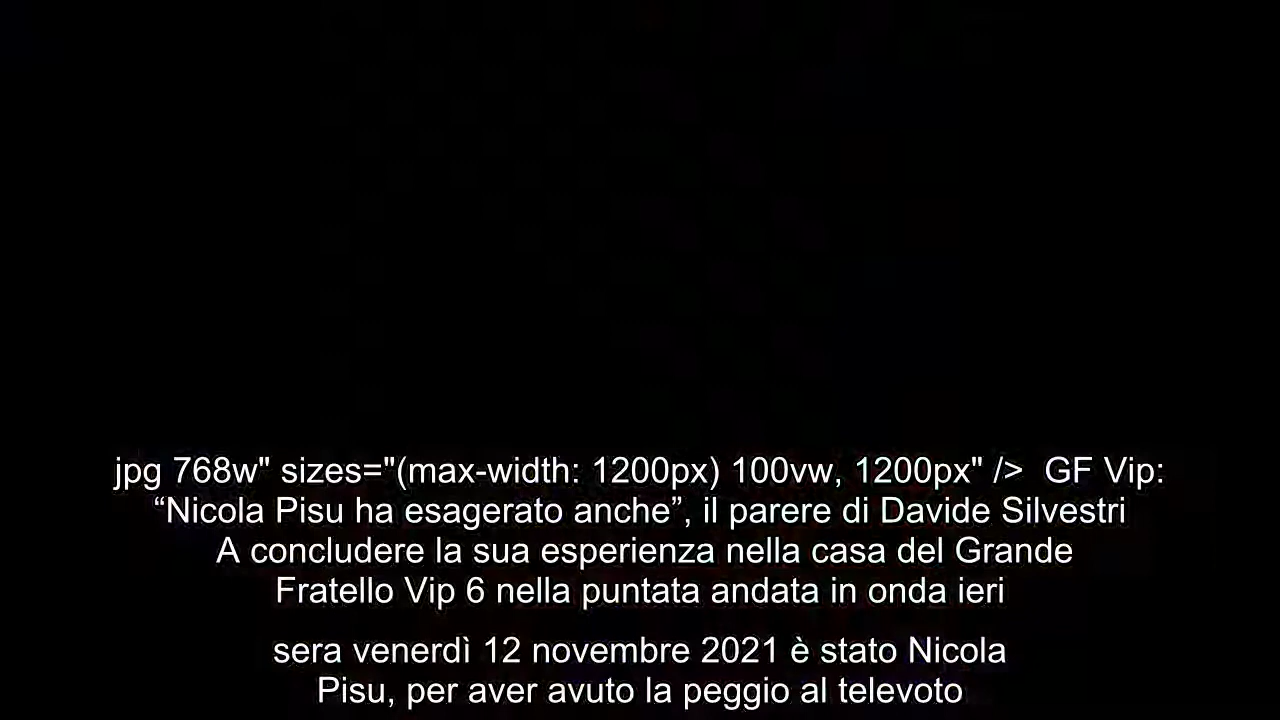 jpg 768w" sizes="(max-width: 1200px) 100vw, 1200px" />  GF Vip:
“Nicola Pisu ha esagerato anche”, il parere di Davide Silvestri
A concludere la sua esperienza nella casa del Grande
Fratello Vip 6 nella puntata andata in onda ieri
sera venerdì 12 novembre 2021 è stato Nicola
Pisu, per aver avuto la peggio al televoto